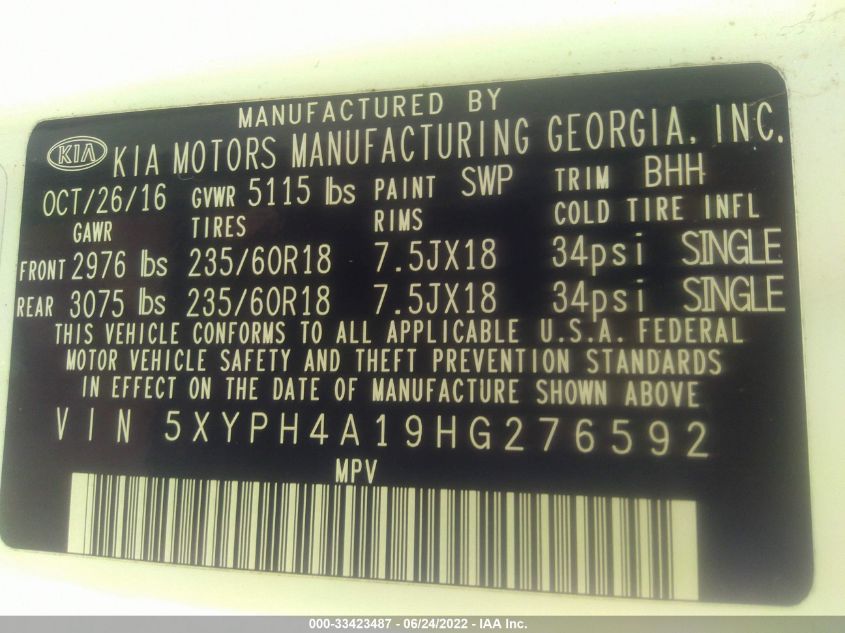 MANUFACTURED BY
KIA KIA MOTORS MANUFACTURING GEORGIA, INC.
OCT/26/16 GVWR 5115 lbs PAINT SWP TRIM BHH
GAWR TIRES RIMS COLD TIRE INFL
FRONT 2976 lbs 235/60R18 7.5JX18 34psi SINGLE
REAR 3075 lbs 235/60R18 7.5JX18 34psi SINGLE
THIS VEHICLE CONFORMS TO ALL APPLICABLE U.S.A. FEDERAL
MOTOR VEHICLE SAFETY AND THEFT PREVENTION STANDARDS
IN EFFECT ON THE DATE OF MANUFACTURE SHOWN ABOVE
VIN 5XYPH4A19HG276592
MPV
000-33423487 - 06/24/2022 - IAA Inc.